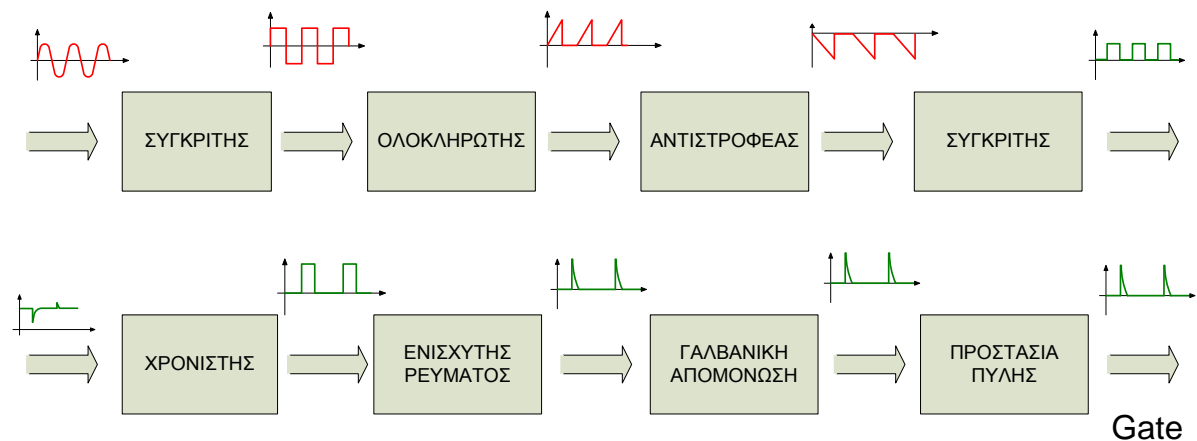 ΣΥΓΚΡΙΤΗΣ
ΟΛΟΚΛΗΡΩΤΗΣ
ΑΝΤΙΣΤΡΟΦΕΑΣ
ΣΥΓΚΡΙΤΗΣ
ΧΡΟΝΙΣΤΗΣ
ΕΝΙΣΧΥΤΗΣ
ΡΕΥΜΑΤΟΣ
ΓΑΛΒΑΝΙΚΗ
ΑΠΟΜΟΝΩΣΗ
ΠΡΟΣΤΑΣΙΑ
ΠΥΛΗΣ
Gate